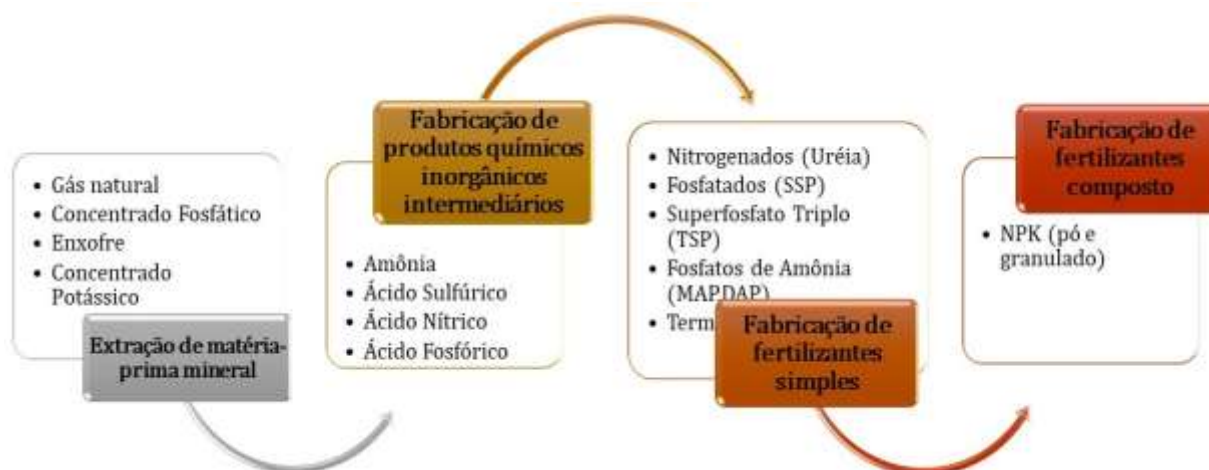 • Gás natural
• Concentrado Fosfático
• Enxofre
• Concentrado
Potássico
Extração de matéria-
prima mineral
Fabricação de
produtos químicos
inorgânicos
intermediários
• Amônia
• Ácido Sulfúrico
• Ácido Nítrico
• Ácido Fosfórico
• Nitrogenados (Uréia)
• Fosfatados (SSP)
• Superfosfato Triplo
(TSP)
• Fosfatos de Amônia
(MAPDAP)
•
Fabricação de
fertilizantes
simples
Fabricação de
fertilizantes
composto
• NPK (pó e
granulado)